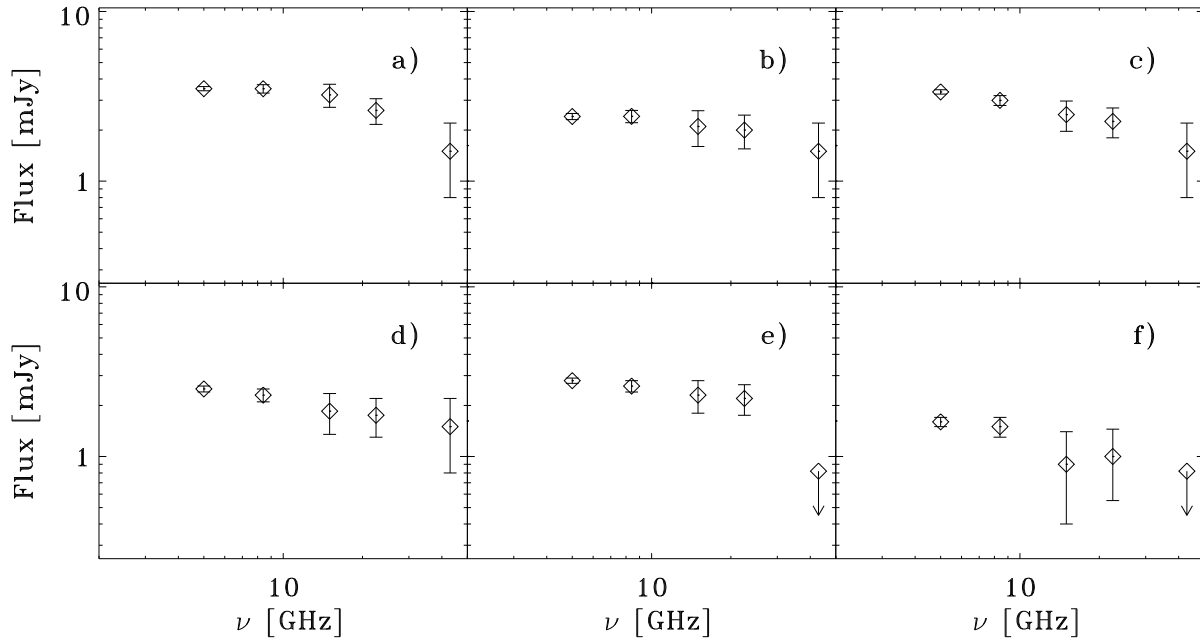 10
1
Flux [mJy]
a)
b)
c)
10
1
Flux [mJy]
d)
e)
f)
10
10
10
ν [GHz]
ν [GHz]
ν [GHz]